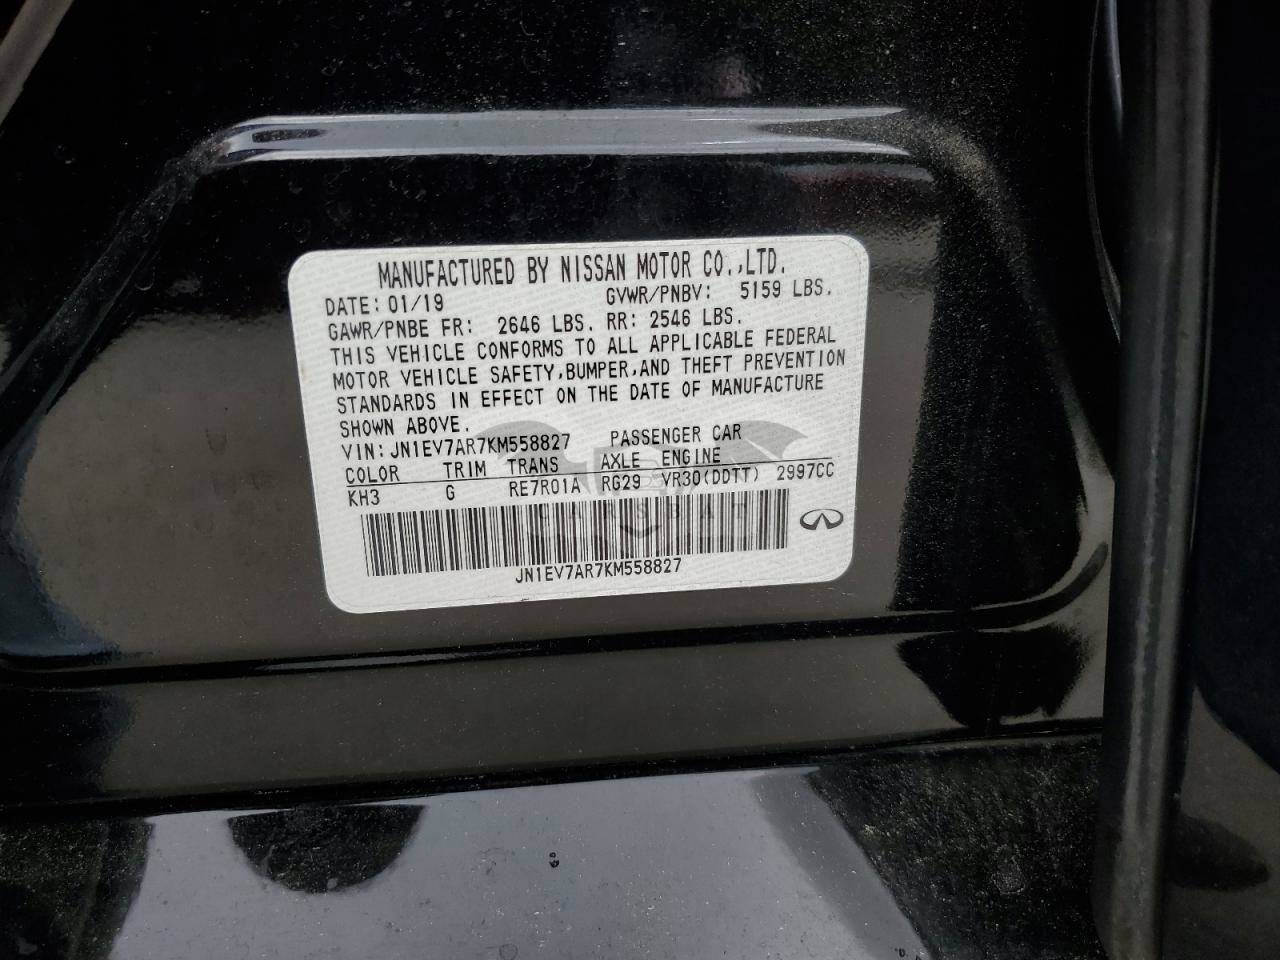 MANUFACTURED BY NISSAN MOTOR CO.,LTD.
DATE: 01/19 GVWR/PNBV: 5159 LBS.
GAWR/PNBE FR: 2646 LBS. RR: 2546 LBS.
THIS VEHICLE CONFORMS TO ALL APPLICABLE FEDERAL
MOTOR VEHICLE SAFETY,BUMPER,AND THEFT PREVENTION
STANDARDS IN EFFECT ON THE DATE OF MANUFACTURE
SHOWN ABOVE.
VIN: JN1EV7AR7KM558827 PASSENGER CAR
COLOR TRIM TRANS AXLE ENGINE
KH3 G RE7R01A RG29 VR30(DDTT) 2997CC
CARSBAT
JN1EV7AR7KM558827